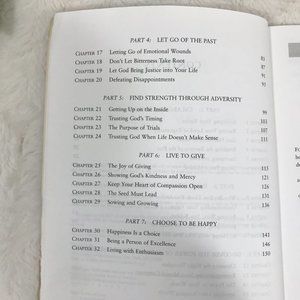 PART 4: LET GO OF THE PAST
CHAPTER 17 Letting Go of Emotional Wounds
CHAPTER 18 Don't Let Bitterness Take Root 83
CHAPTER 19 Let God Bring Justice into Your Life 87
CHAPTER 20 Defeating Disappointments 91
PART 5: FIND STRENGTH THROUGH ADVERSITY
CHAPTER 21 Getting Up on the Inside 99
CHAPTER 22 Trusting God's Timing
CHAPTER 23 The Purpose of Trials 107
CHAPTER 24 Trusting God When Life Doesn't Make Sense 111
PART 6: LIVE TO GIVE
CHAPTER 25 The Joy of Giving 115
CHAPTER 26 Showing God's Kindness and Mercy 121
CHAPTER 27 Keep Your Heart of Compassion Open
CHAPTER 28 The Seed Must Lead 131
CHAPTER 29 Sowing and Growing 136
PART 7: CHOOSE TO BE HAPPY
CHAPTER 30 Happiness Is a Choice 141
CHAPTER 31 Being a Person of Excellence 146
CHAPTER 32 Living with Enthusiasm 150